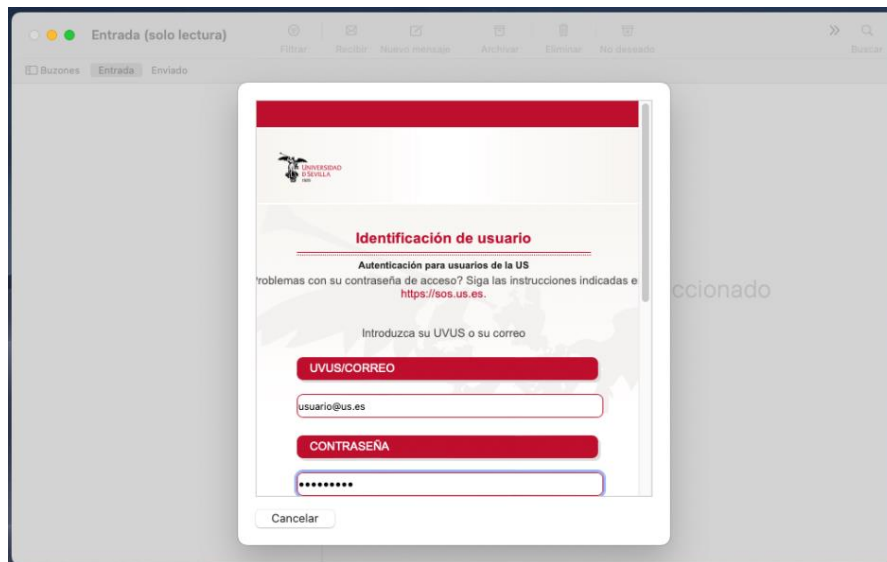 Entrada (solo lectura)
Filtrar Recibir Nuevo mensaje Archivar Eliminar No deseado Buscar
Buzones Entrada Enviado
UNIVERSIDAD
D SEVILLA
1505
Identificación de usuario
Autenticación para usuarios de la US
Problemas con su contraseña de acceso? Siga las instrucciones indicadas e
https://sos.us.es.
ccionado
Introduzca su UVUS o su correo
UVUS/CORREO
usuario@us.es
CONTRASEÑA
Cancelar